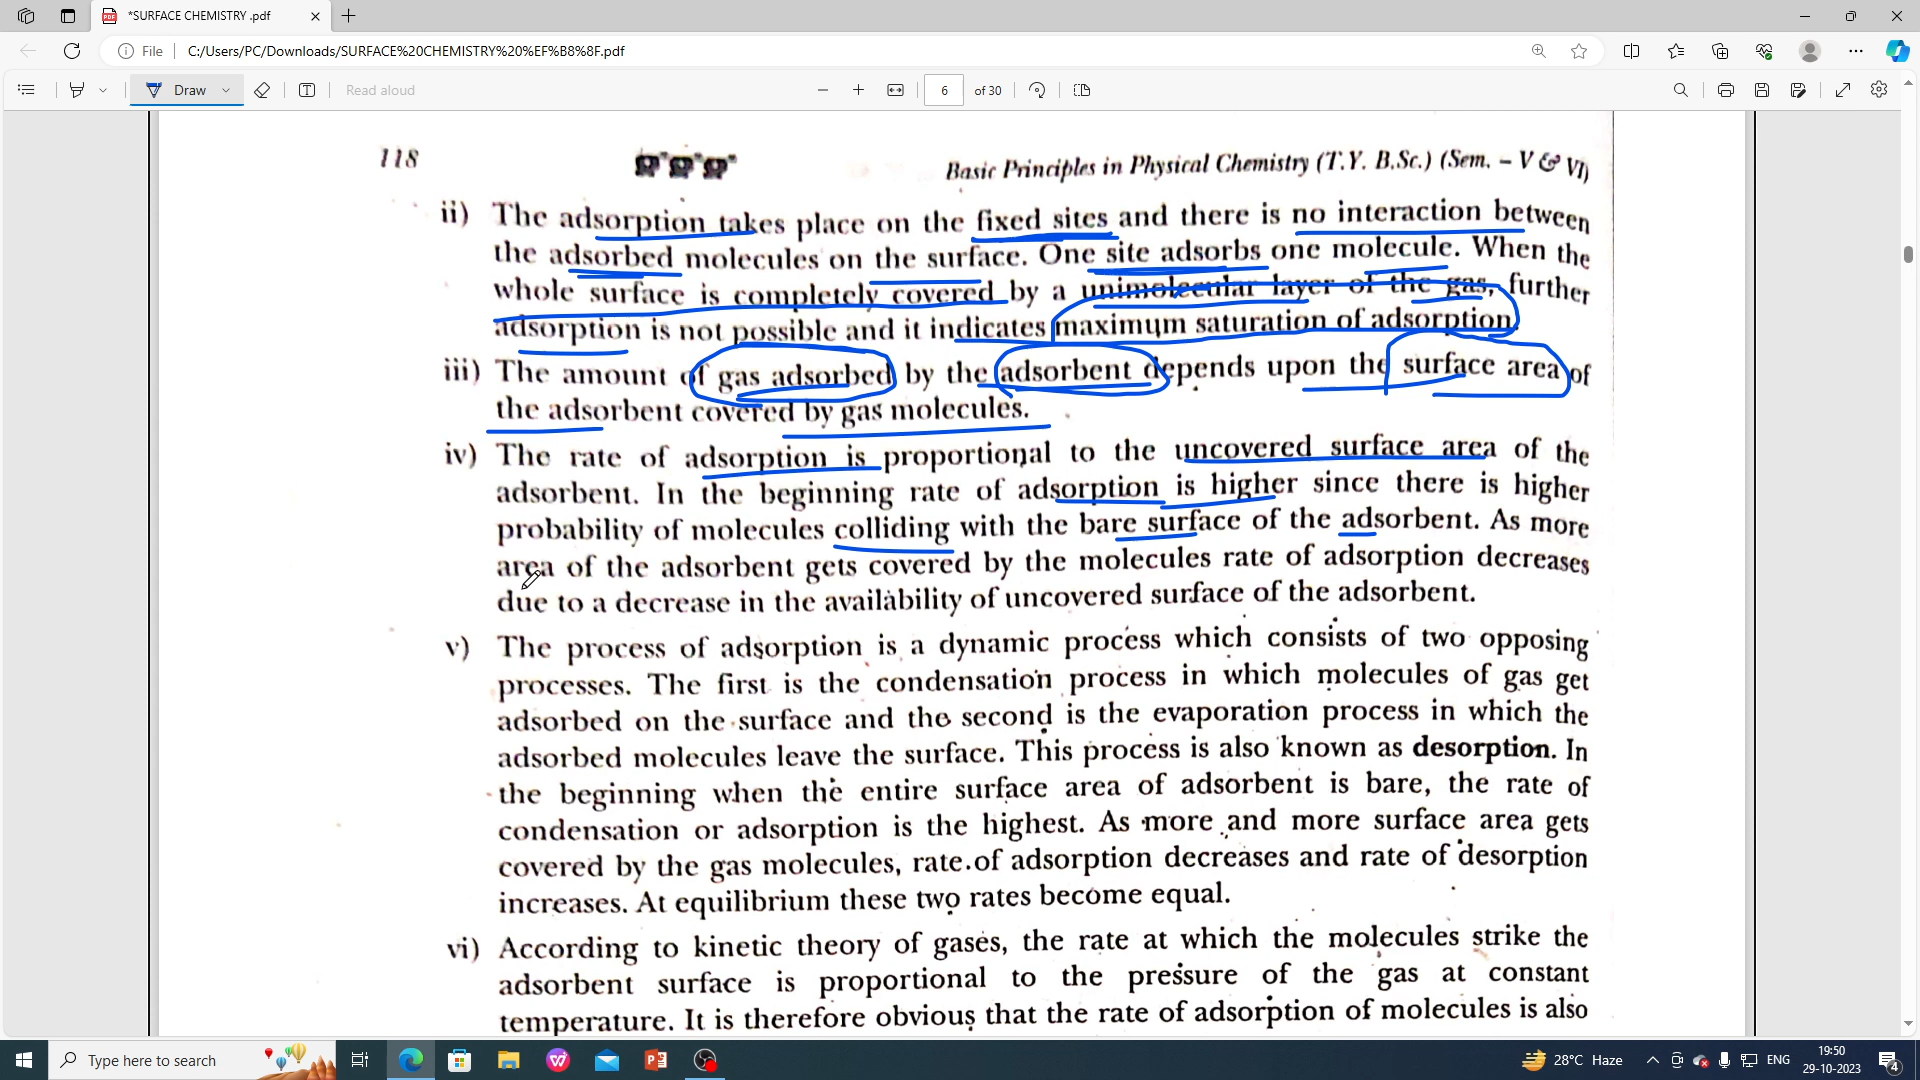 *SURFACE CHEMISTRY .pdf
File
C:/Users/PC/Downloads/SURFACE%20CHEMISTRY%20%EF%B8%8F.pdf
Draw
Read aloud
6
of 30
118
Basic Principles in Physical Chemistry (T.Y. B.Sc.) (Sem. – V & VI)
ii) The adsorption takes place on the fixed sites and there is no interaction between
the adsorbed molecules on the surface. One site adsorbs one molecule. When the
whole surface is completely covered by a unimolecular layer of the gas, further
adsorption is not possible and it indicates maximum saturation of adsorption.
iii) The amount of gas adsorbed by the adsorbent depends upon the surface area of
the adsorbent covered by gas molecules.
iv) The rate of adsorption is proportional to the uncovered surface area of the
adsorbent. In the beginning rate of adsorption is higher since there is higher
probability of molecules colliding with the bare surface of the adsorbent. As more
area of the adsorbent gets covered by the molecules rate of adsorption decreases
due to a decrease in the availability of uncovered surface of the adsorbent.
v) The process of adsorption is a dynamic process which consists of two opposing
processes. The first is the condensation process in which molecules of gas get
adsorbed on the surface and the second is the evaporation process in which the
adsorbed molecules leave the surface. This process is also known as desorption. In
the beginning when the entire surface area of adsorbent is bare, the rate of
condensation or adsorption is the highest. As more and more surface area gets
covered by the gas molecules, rate of adsorption decreases and rate of desorption
increases. At equilibrium these two rates become equal.
vi) According to kinetic theory of gases, the rate at which the molecules strike the
adsorbent surface is proportional to the pressure of the gas at constant
temperature. It is therefore obvious that the rate of adsorption of molecules is also
Type here to search
28°C Haze
ENG
19:50
29-10-2023
4